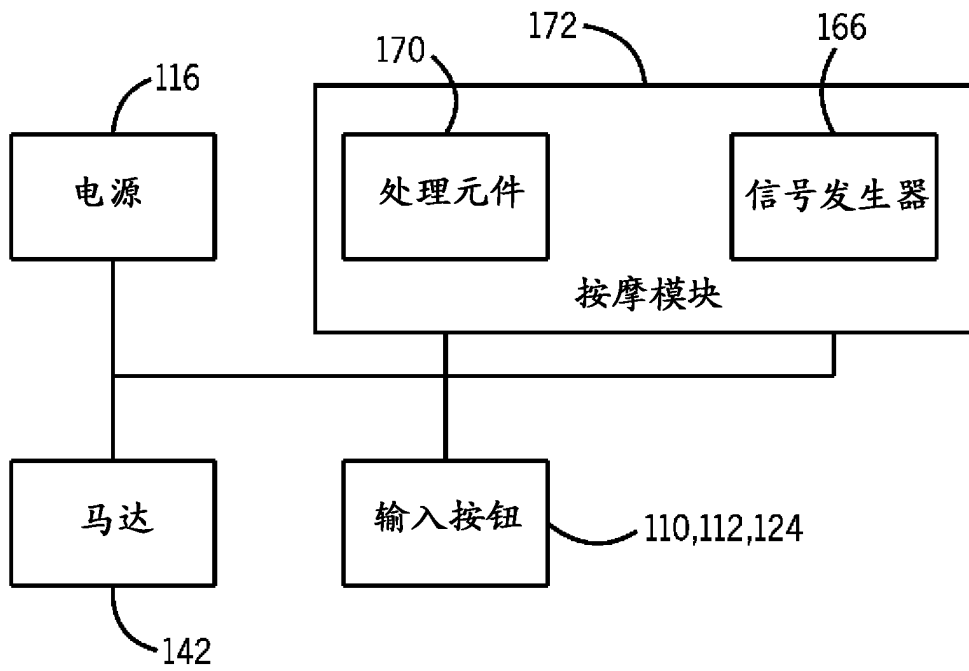 172
116
170
166
电源
处理元件
信号发生器
按摩模块
马达
输入按钮
110,112,124
142